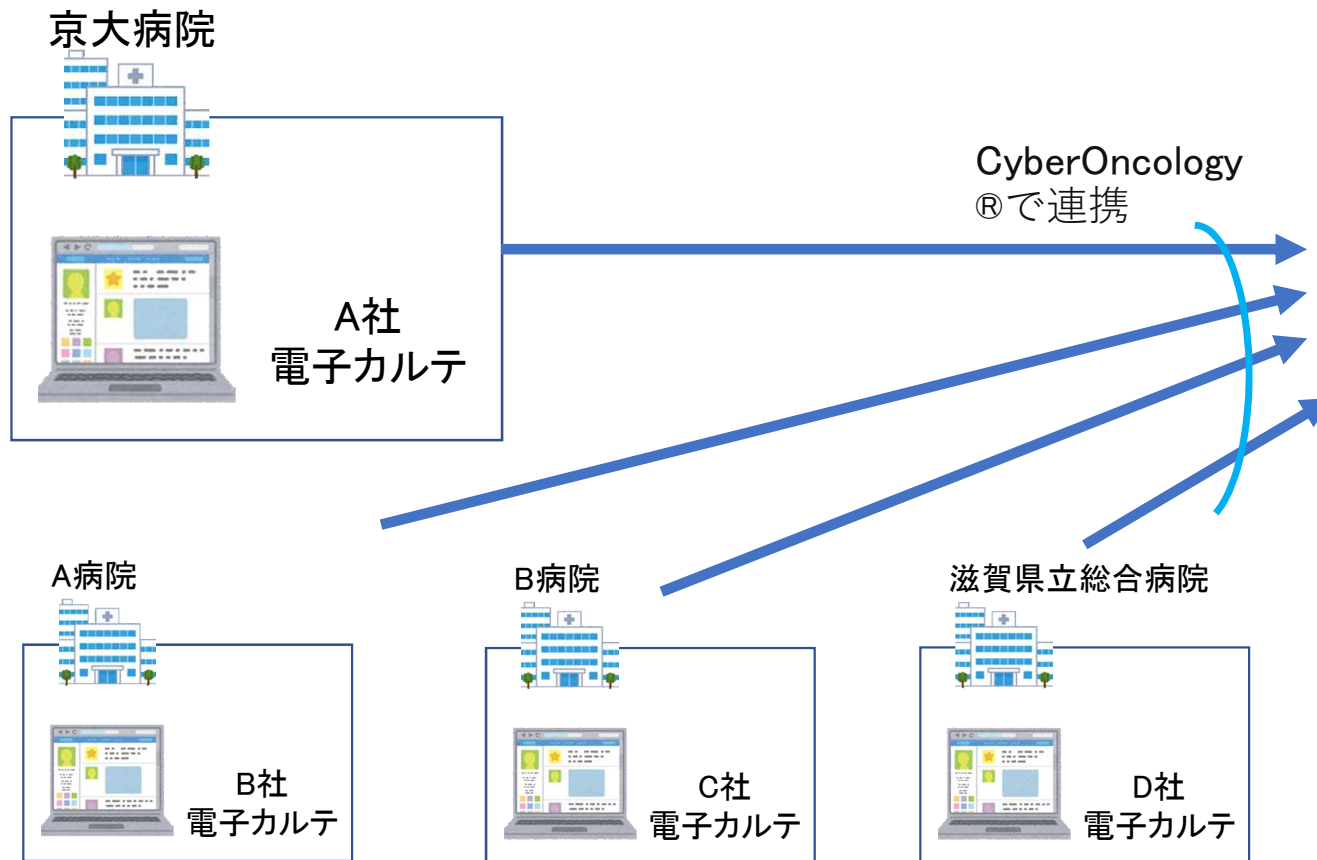 京大病院
CyberOncology
®で連携
A社
電子カルテ
A病院
B病院
滋賀県立総合病院
B社
電子カルテ
C社
電子カルテ
D社
電子カルテ